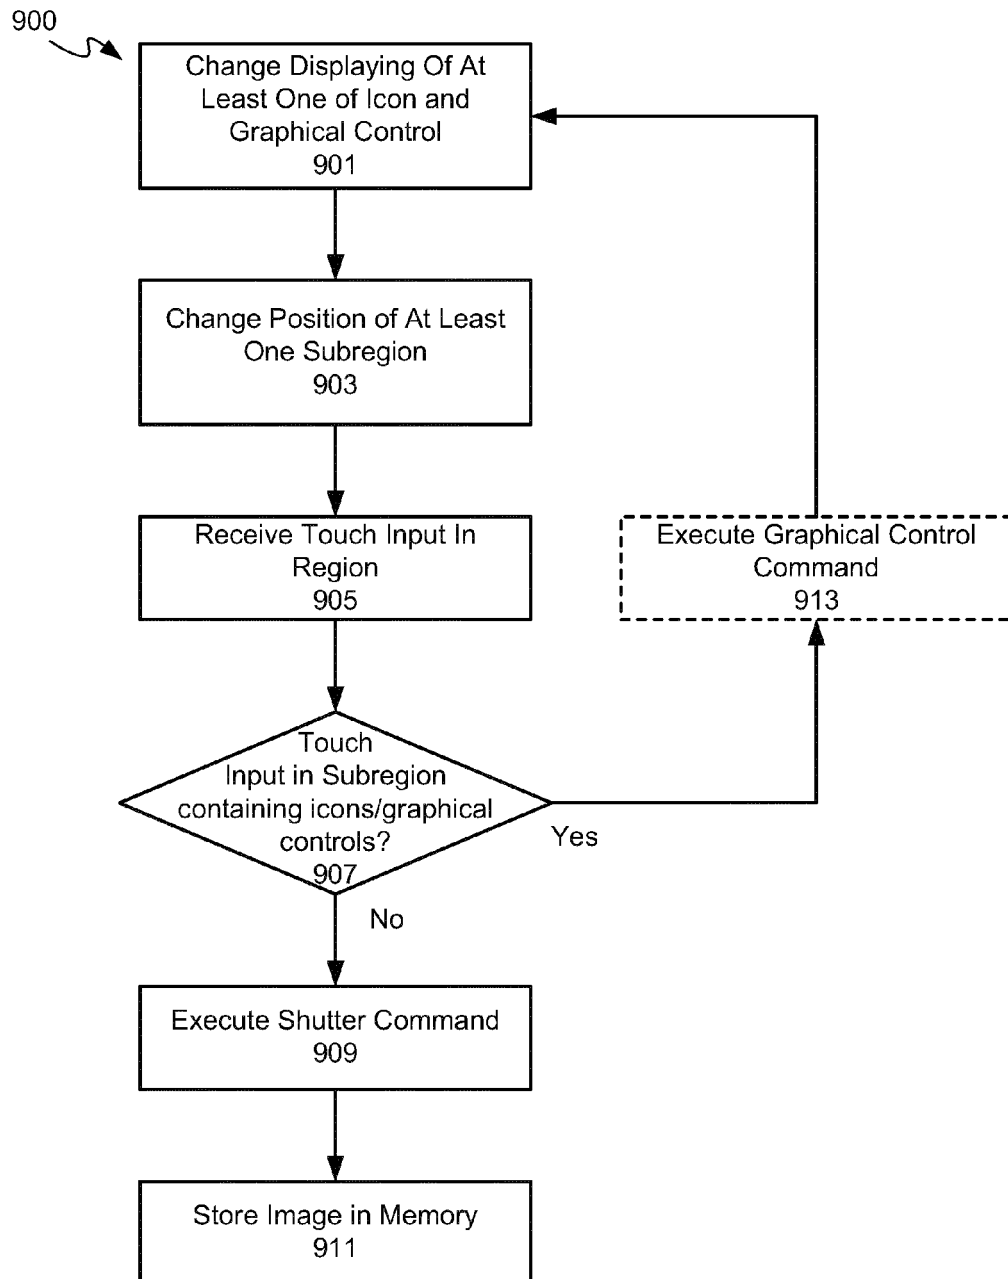 900
Change Displaying Of At
Least One of Icon and
Graphical Control
901
Change Position of At Least
One Subregion
903
Receive Touch Input In
Region
905
Execute Graphical Control
Command
913
Touch
Input in Subregion
containing icons/graphical
controls?
907
Yes
No
Execute Shutter Command
909
Store Image in Memory
911